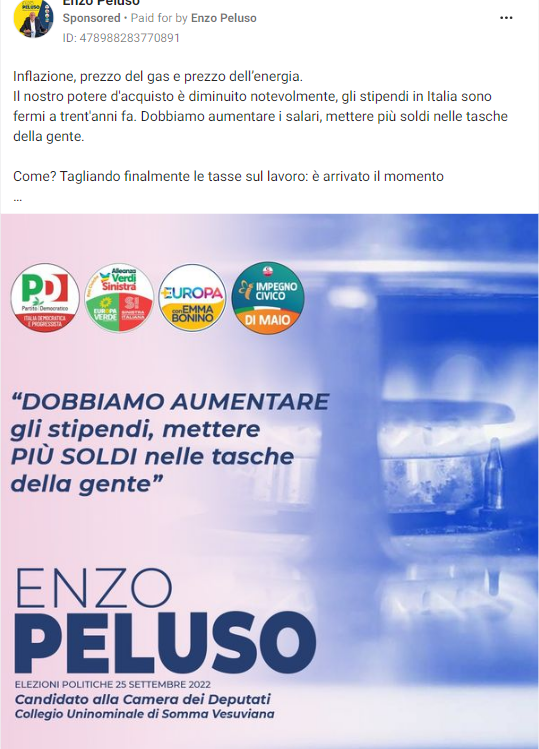 Enzo Peluso
Sponsored • Paid for by Enzo Peluso
ID: 478988283770891
Inflazione, prezzo del gas e prezzo dell'energia.
Il nostro potere d'acquisto è diminuito notevolmente, gli stipendi in Italia sono
fermi a trent'anni fa. Dobbiamo aumentare i salari, mettere più soldi nelle tasche
della gente.
Come? Tagliando finalmente le tasse sul lavoro: è arrivato il momento
...
PD
Partito Democratico
ITALIA DEMOCRATICA
E PROGRESSISTA
Alleanza
Verdi
Sinistra
EUROPA
VERDE
SI
SINISTRA
ITALIANA
+EUROPA
con EMMA
BONINO
IMPEGNO
CIVICO
DI MAIO
“DOBBIAMO AUMENTARE
gli stipendi, mettere
PIÙ SOLDI nelle tasche
della gente”
ENZO
PELUSO
ELEZIONI POLITICHE 25 SETTEMBRE 2022
Candidato alla Camera dei Deputati
Collegio Uninominale di Somma Vesuviana